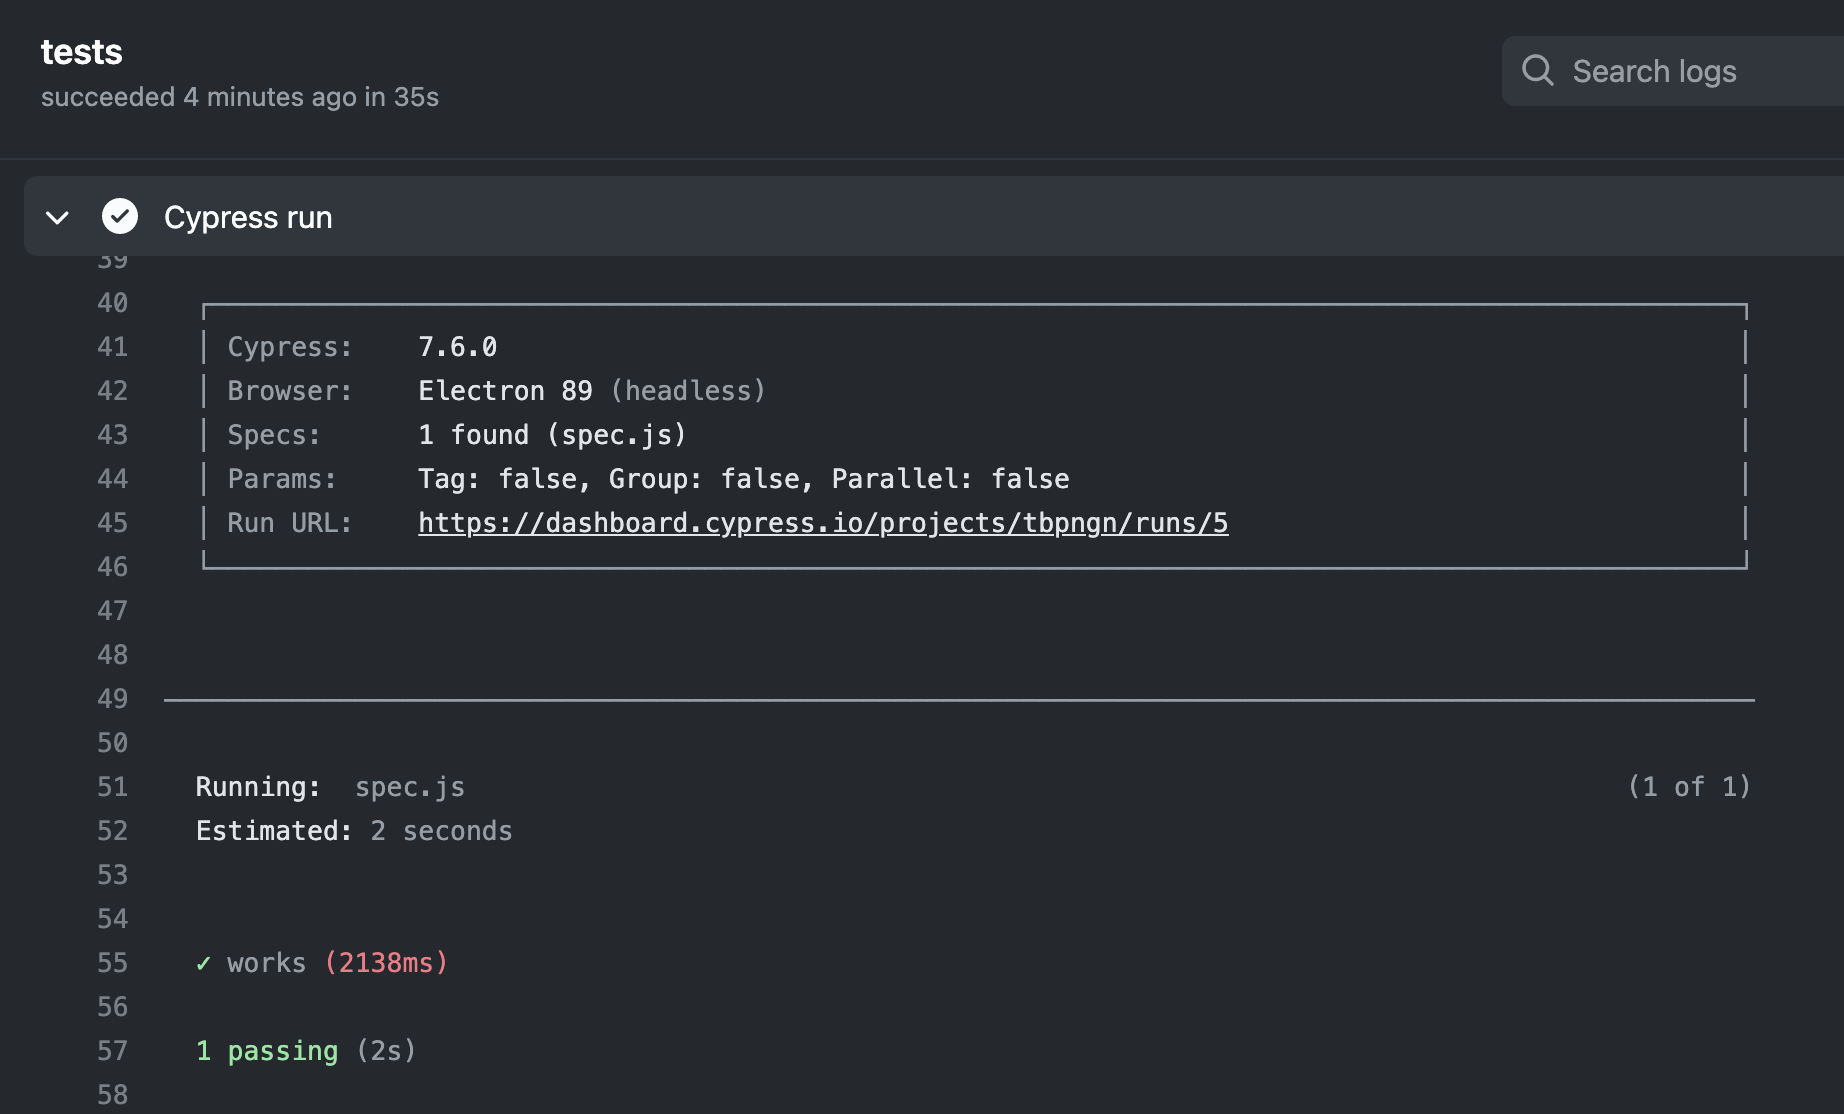 tests
succeeded 4 minutes ago in 35s
Search logs
Cypress run
39
40
41 Cypress: 7.6.0
42 Browser: Electron 89 (headless)
43 Specs: 1 found (spec.js)
44 Params: Tag: false, Group: false, Parallel: false
45 Run URL: https://dashboard.cypress.io/projects/tbpngn/runs/5
46
47
48
49
50
51 Running: spec.js (1 of 1)
52 Estimated: 2 seconds
53
54
55 ✓ works (2138ms)
56
57 1 passing (2s)
58